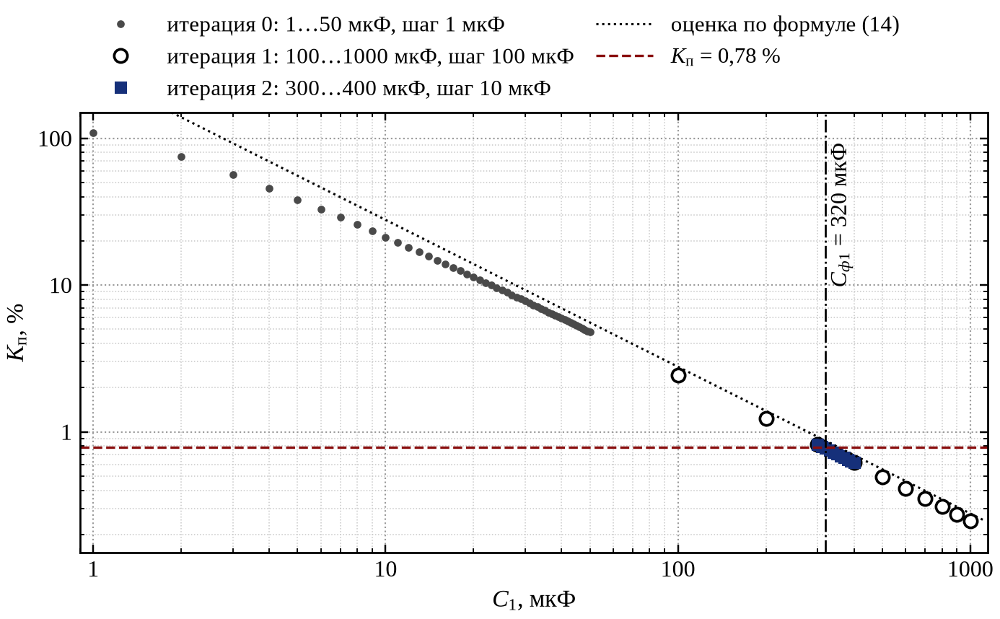 итерация 0: 1…50 мкФ, шаг 1 мкФ
итерация 1: 100…1000 мкФ, шаг 100 мкФ
итерация 2: 300…400 мкФ, шаг 10 мкФ
оценка по формуле (14)
Kп = 0,78 %
100
10
1
Kп, %
Cф1 = 320 мкФ
1
10
100
1000
C1, мкФ